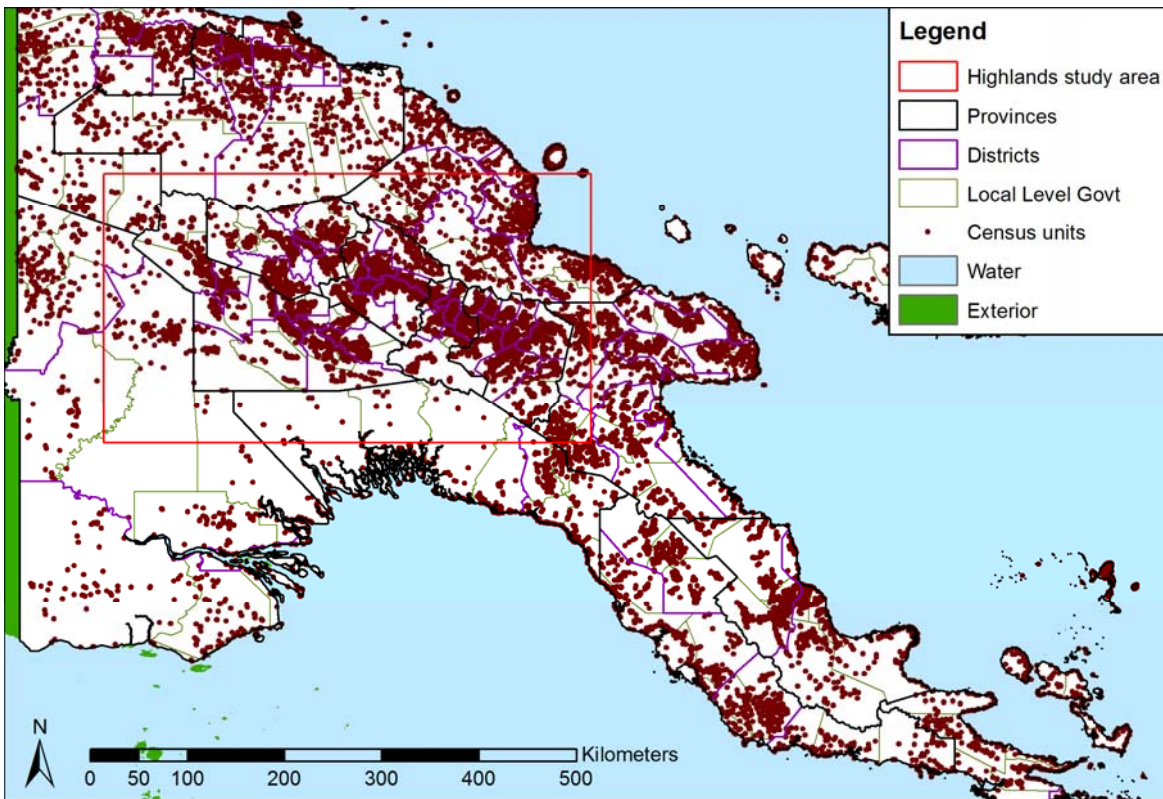 Legend
Highlands study area
Provinces
Districts
Local Level Govt
Census units
Water
Exterior
N
Kilometers
0 50 100 200 300 400 500